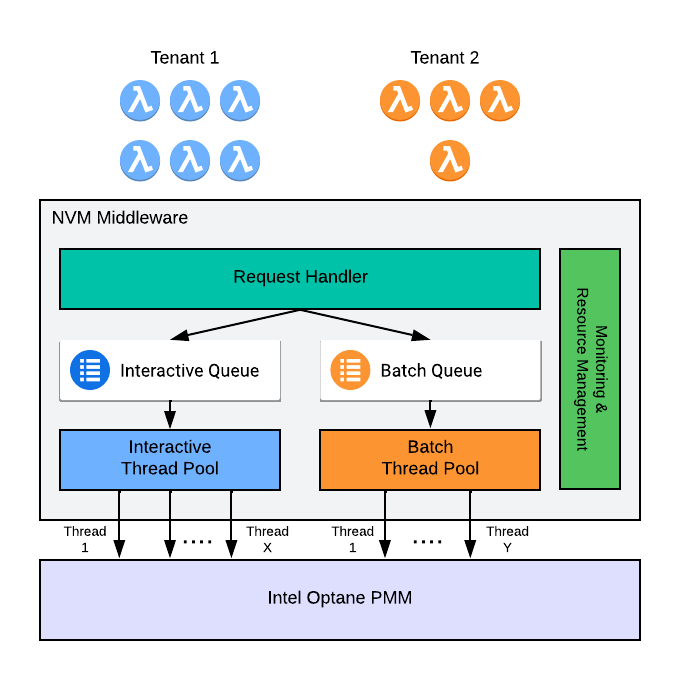 Tenant 1
Tenant 2
NVM Middleware
Request Handler
Interactive Queue
Batch Queue
Interactive
Thread Pool
Batch
Thread Pool
Monitoring &
Resource Management
Thread
1
....
Thread
X
Thread
1
....
Thread
Y
Intel Optane PMM